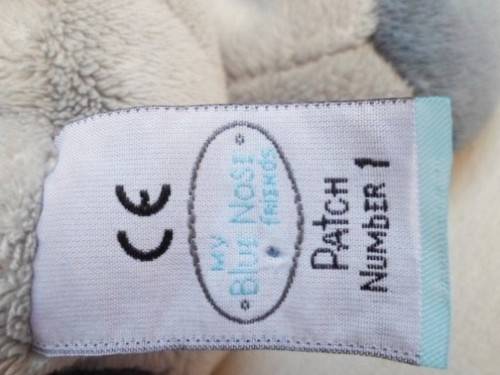 CE
MY
BLUE NOSE
FRIENDS
PATCH
NUMBER 1